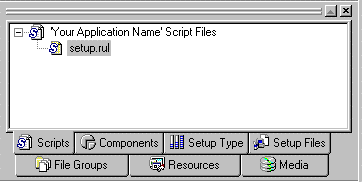 'Your Application Name' Script Files
setup.rul
Scripts Components Setup Type Setup Files
File Groups Resources Media